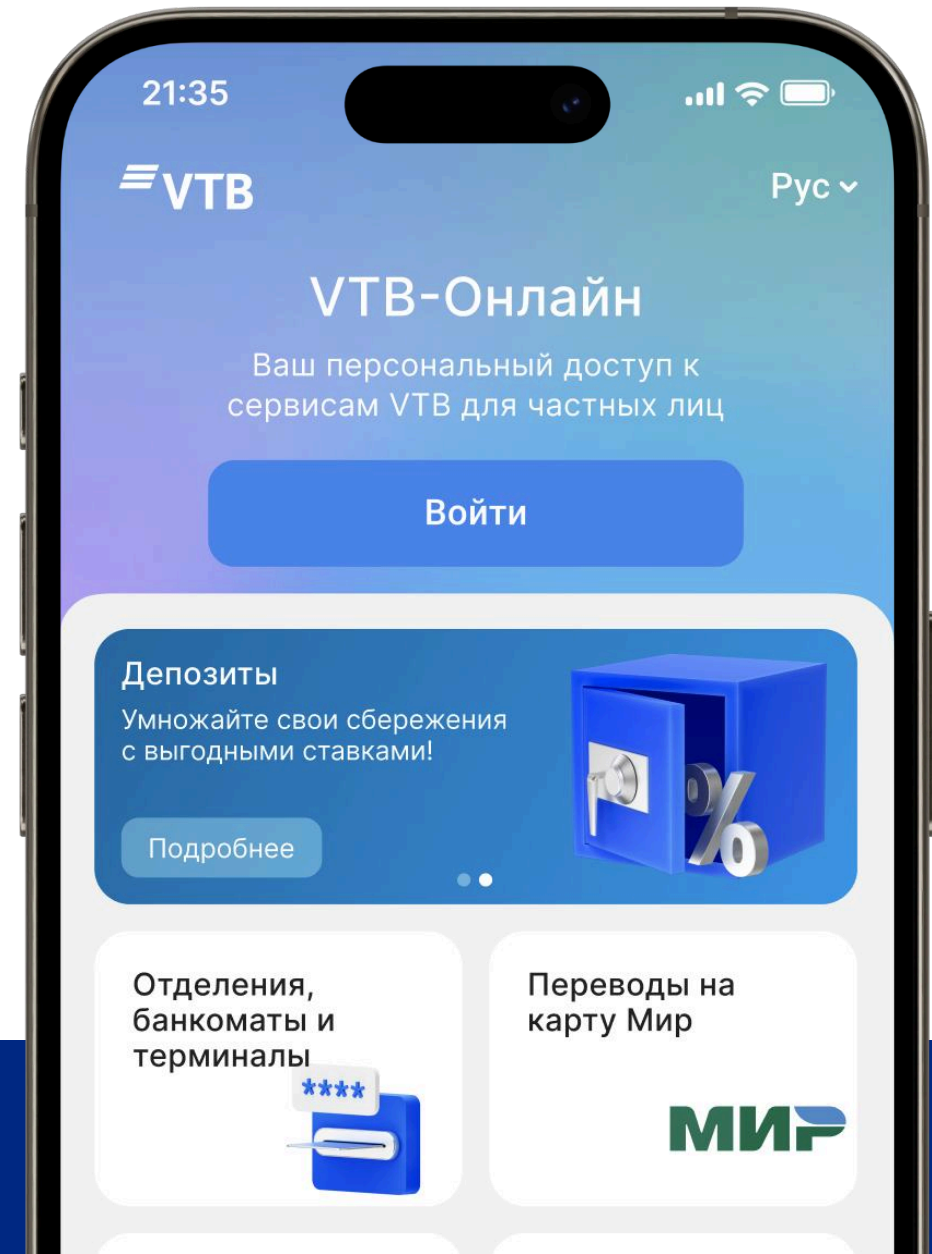 21:35
VTB
Рус
VTB-Онлайн
Ваш персональный доступ к
сервисам VTB для частных лиц
Войти
Депозиты
Умножайте свои сбережения
с выгодными ставками!
Подробнее
%
Отделения,
банкоматы и
терминалы
****
Переводы на
карту Мир
МИР